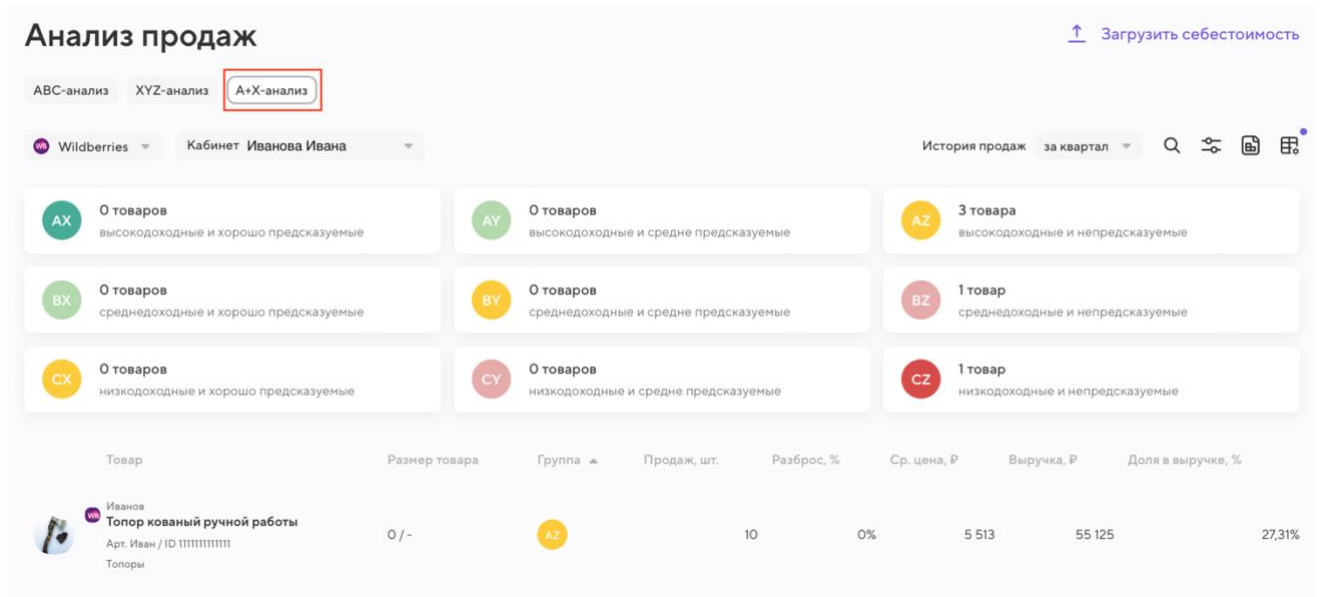 Анализ продаж
Загрузить себестоимость
ABC-анализ XYZ-анализ A+X-анализ
WB Wildberries Кабинет Иванова Ивана История продаж за квартал
AX 0 товаров
высокодоходные и хорошо предсказуемые
AY 0 товаров
высокодоходные и средне предсказуемые
AZ 3 товара
высокодоходные и непредсказуемые
BX 0 товаров
среднедоходные и хорошо предсказуемые
BY 0 товаров
среднедоходные и средне предсказуемые
BZ 1 товар
среднедоходные и непредсказуемые
CX 0 товаров
низкодоходные и хорошо предсказуемые
CY 0 товаров
низкодоходные и средне предсказуемые
CZ 1 товар
низкодоходные и непредсказуемые
Товар Размер товара Группа Продаж, шт. Разброс, % Ср. цена, ₽ Выручка, ₽ Доля в выручке, %
Иванов
WB Топор кованый ручной работы
Арт. Иван / ID 1111111111111
Топоры
0 / - AZ 10 0% 5 513 55 125 27,31%